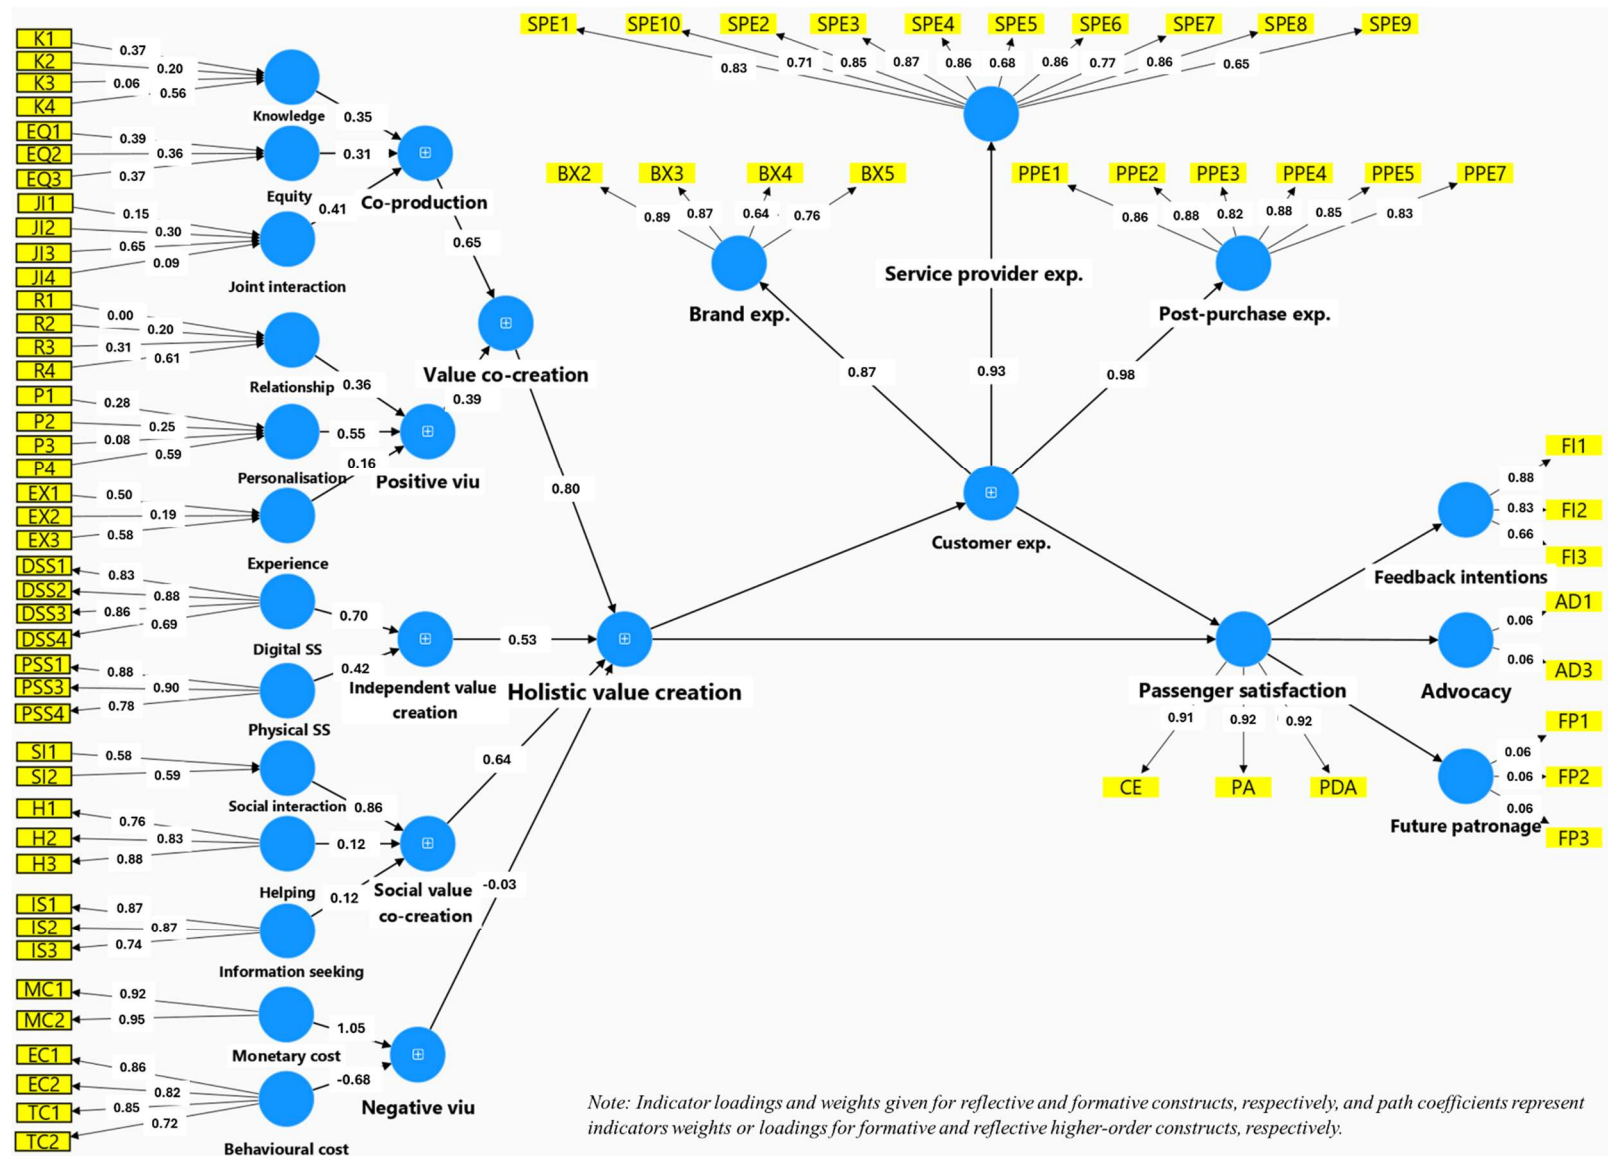 SPE1 SPE10 SPE2 SPE3 SPE4 SPE5 SPE6 SPE7 SPE8 SPE9
0.83 0.71 0.85 0.87 0.86 0.68 0.86 0.77 0.86 0.65
K1
K2
K3
K4
0.37
0.20
0.06
0.56
Knowledge
0.35
EQ1
EQ2
EQ3
0.39
0.36
0.37
Equity
0.31
JI1
JI2
JI3
JI4
0.15
0.30
0.65
0.09
Joint interaction
0.41
Co-production
0.65
R1
R2
R3
R4
0.00
0.20
0.31
0.61
Relationship
0.36
P1
P2
P3
P4
0.28
0.25
0.08
0.59
Personalisation
0.55
EX1
EX2
EX3
0.50
0.19
0.58
Experience
0.16
Positive viu
0.39
Value co-creation
0.80
DSS1
DSS2
DSS3
DSS4
0.83
0.88
0.86
0.69
Digital SS
0.70
PSS1
PSS3
PSS4
0.88
0.90
0.78
Physical SS
0.42
Independent value
creation
0.53
SI1
SI2
0.58
0.59
Social interaction
0.86
H1
H2
H3
0.76
0.83
0.88
Helping
0.12
IS1
IS2
IS3
0.87
0.87
0.74
Information seeking
0.12
Social value
co-creation
0.64
MC1
MC2
0.92
0.95
Monetary cost
1.05
EC1
EC2
TC1
TC2
0.86
0.82
0.85
0.72
Behavioural cost
-0.68
Negative viu
-0.03
Holistic value creation
BX2 BX3 BX4 BX5
0.89 0.87 0.64 0.76
Brand exp.
0.87
Service provider exp.
0.93
PPE1 PPE2 PPE3 PPE4 PPE5 PPE7
0.86 0.88 0.82 0.88 0.85 0.83
Post-purchase exp.
0.98
Customer exp.
Passenger satisfaction
0.91 0.92 0.92
CE PA PDA
FI1
FI2
FI3
0.88
0.83
0.66
Feedback intentions
AD1
AD3
0.06
0.06
Advocacy
FP1
FP2
FP3
0.06
0.06
0.06
Future patronage
Note: Indicator loadings and weights given for reflective and formative constructs, respectively, and path coefficients represent
indicators weights or loadings for formative and reflective higher-order constructs, respectively.